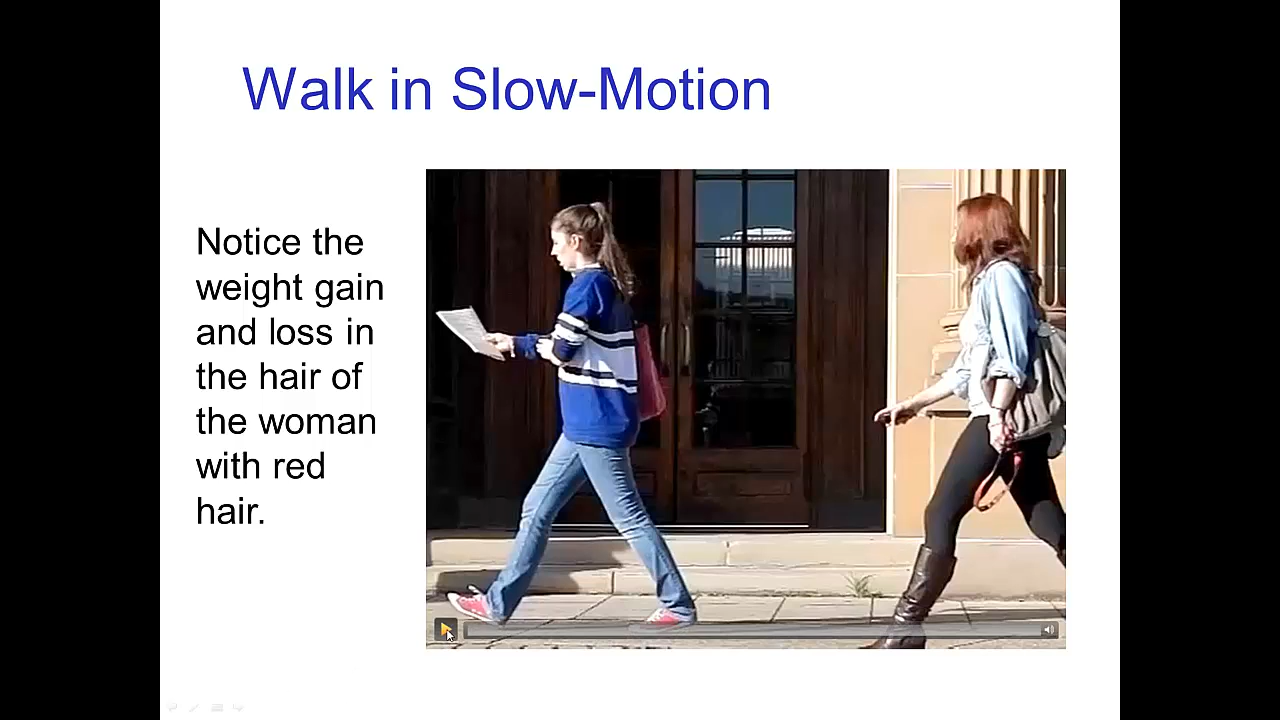 Walk in Slow-Motion
Notice the
weight gain
and loss in
the hair of
the woman
with red
hair.